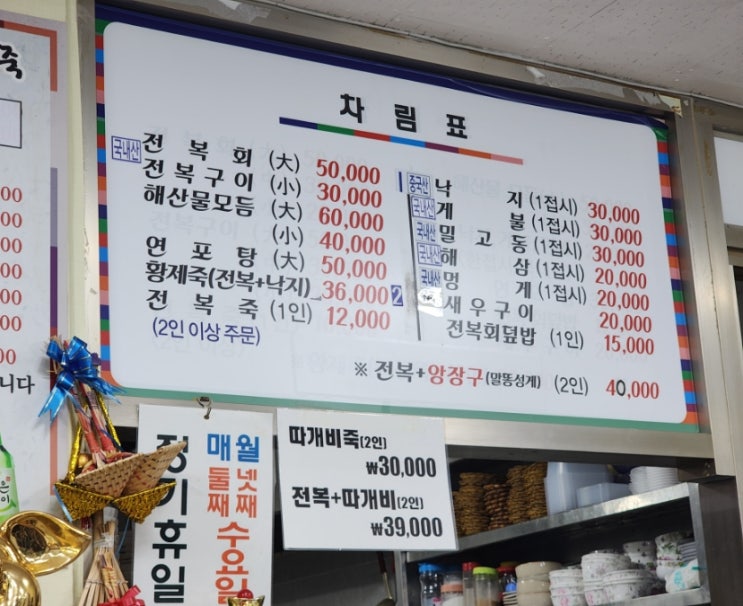 죽
차림표
국내산 전복회 (大) 50,000
전복구이 (小) 30,000
해산물모듬 (大) 60,000
(小) 40,000
연포탕 (大) 50,000
황제죽(전복+낙지) 36,000 2
전복죽 (1인) 12,000
(2인 이상 주문)
중국산 낙지 (1접시) 30,000
국내산 게불 (1접시) 30,000
국내산 밀고동 (1접시) 30,000
국내산 해삼 (1접시) 20,000
국내산 멍게 (1접시) 20,000
새우구이 20,000
전복회덮밥 (1인) 15,000
※ 전복+앙장구(말똥성게) (2인) 40,000
니다
정기휴일
매월
둘째 넷째
수요일
따개비죽(2인)
₩30,000
전복+따개비(2인)
₩39,000